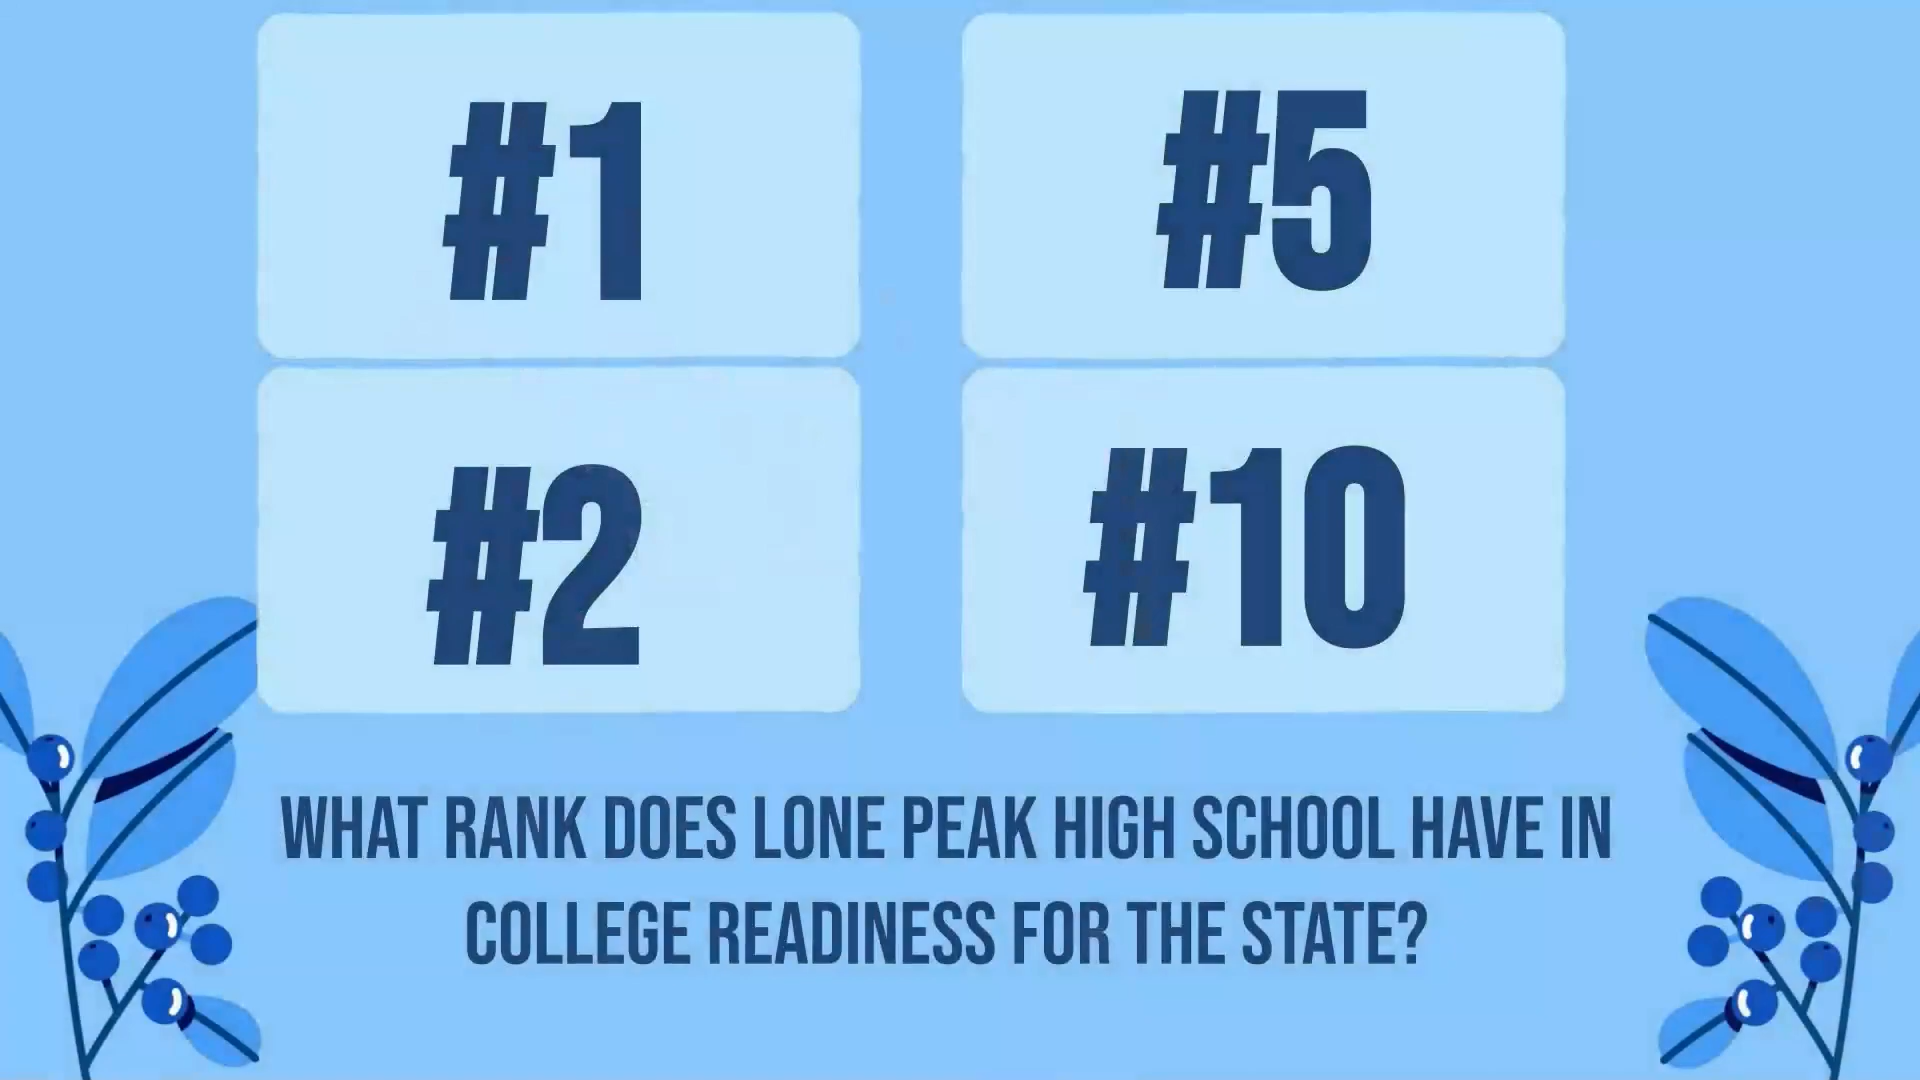 #1
#5
#2
#10
WHAT RANK DOES LONE PEAK HIGH SCHOOL HAVE IN
COLLEGE READINESS FOR THE STATE?